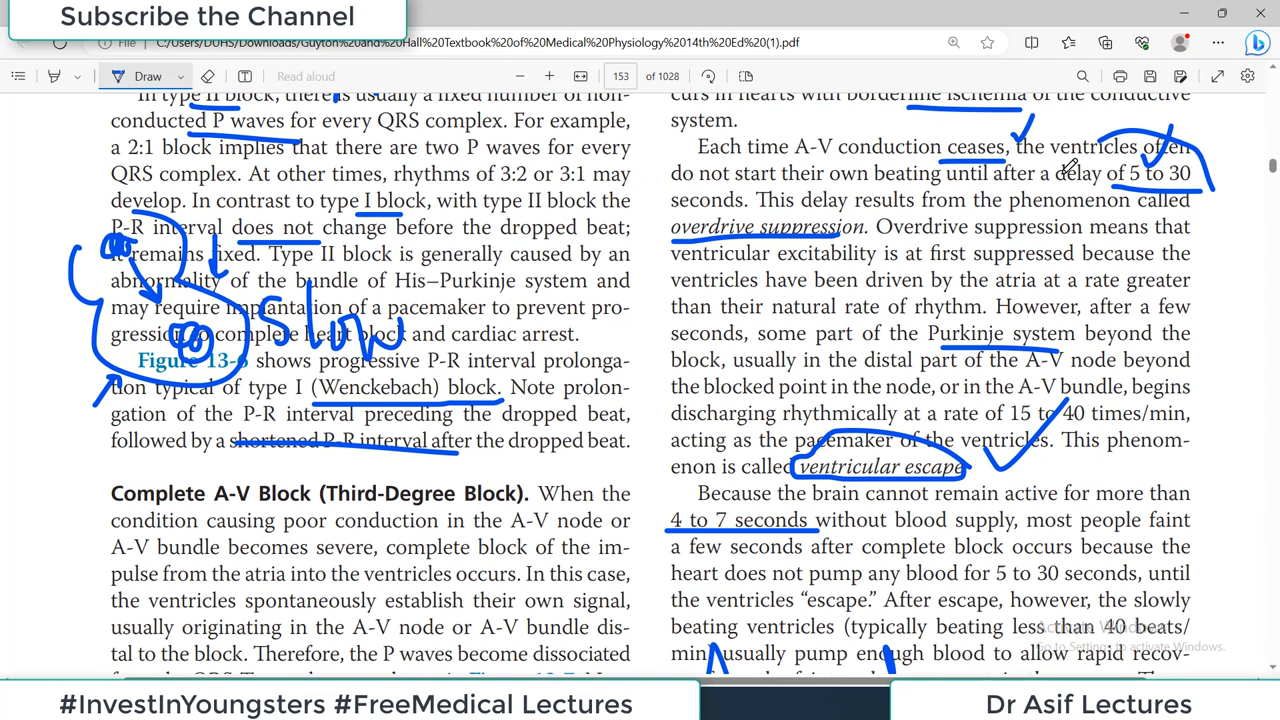 Subscribe the Channel
File
C:/Users/DUHS/Downloads/Guyton%20and%20Hall%20Textbook%20of%20Medical%20Physiology%2014th%20Ed%20(1).pdf
Draw
Read aloud
153 of 1028
In type II block, there is usually a fixed number of non-
conducted P waves for every QRS complex. For example,
a 2:1 block implies that there are two P waves for every
QRS complex. At other times, rhythms of 3:2 or 3:1 may
develop. In contrast to type I block, with type II block the
P-R interval does not change before the dropped beat;
it remains fixed. Type II block is generally caused by an
abnormality of the bundle of His–Purkinje system and
may require implantation of a pacemaker to prevent pro-
gression to complete heart block and cardiac arrest.
Slow
Figure 13-6 shows progressive P-R interval prolonga-
tion typical of type I (Wenckebach) block. Note prolon-
gation of the P-R interval preceding the dropped beat,
followed by a shortened P-R interval after the dropped beat.
Complete A-V Block (Third-Degree Block). When the
condition causing poor conduction in the A-V node or
A-V bundle becomes severe, complete block of the im-
pulse from the atria into the ventricles occurs. In this case,
the ventricles spontaneously establish their own signal,
usually originating in the A-V node or A-V bundle dis-
tal to the block. Therefore, the P waves become dissociated
curs in hearts with borderline ischemia of the conductive
system.
Each time A-V conduction ceases, the ventricles often
do not start their own beating until after a delay of 5 to 30
seconds. This delay results from the phenomenon called
overdrive suppression. Overdrive suppression means that
ventricular excitability is at first suppressed because the
ventricles have been driven by the atria at a rate greater
than their natural rate of rhythm. However, after a few
seconds, some part of the Purkinje system beyond the
block, usually in the distal part of the A-V node beyond
the blocked point in the node, or in the A-V bundle, begins
discharging rhythmically at a rate of 15 to 40 times/min,
acting as the pacemaker of the ventricles. This phenom-
enon is called ventricular escape.
Because the brain cannot remain active for more than
4 to 7 seconds without blood supply, most people faint
a few seconds after complete block occurs because the
heart does not pump any blood for 5 to 30 seconds, until
the ventricles “escape.” After escape, however, the slowly
beating ventricles (typically beating less than 40 beats/
min) usually pump enough blood to allow rapid recov-
Activate Windows
Go to Settings to activate Windows.
#InvestInYoungsters #FreeMedical Lectures
Dr Asif Lectures